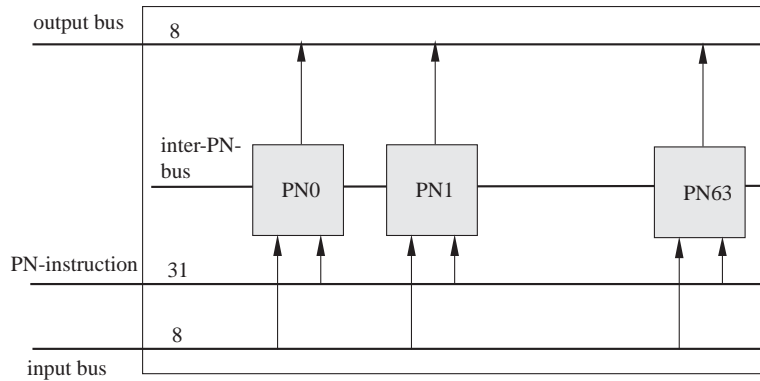 output bus
8
inter-PN-
bus
PN0
PN1
PN63
PN-instruction
31
8
input bus